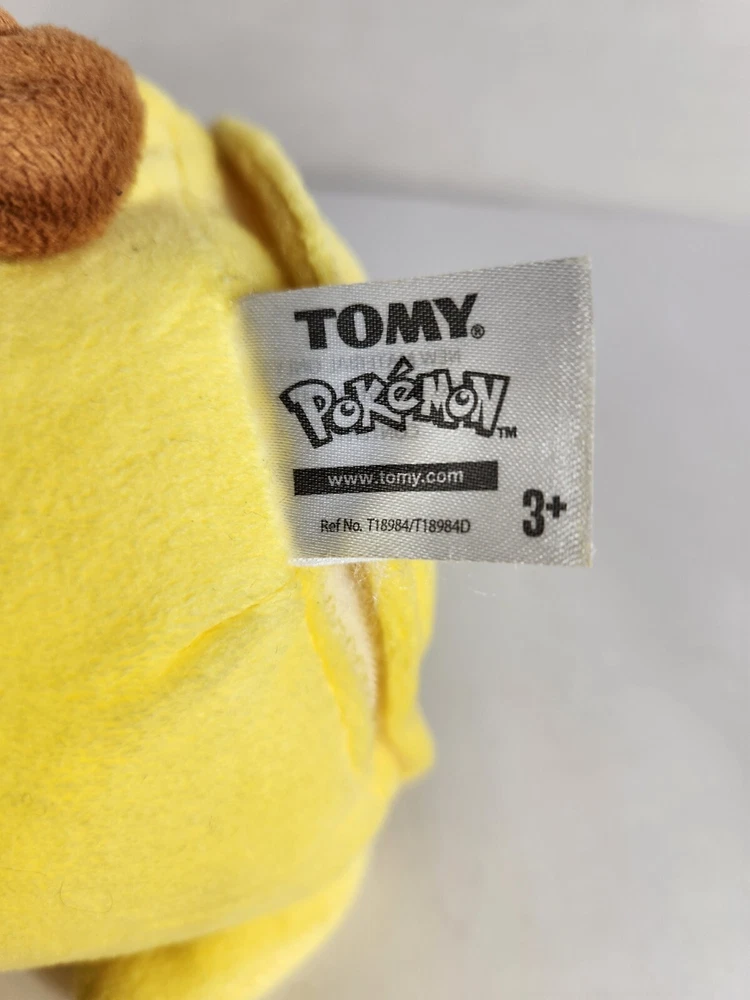 TOMY®
POKéMON™
www.tomy.com
Ref No. T18984/T18984D
3+